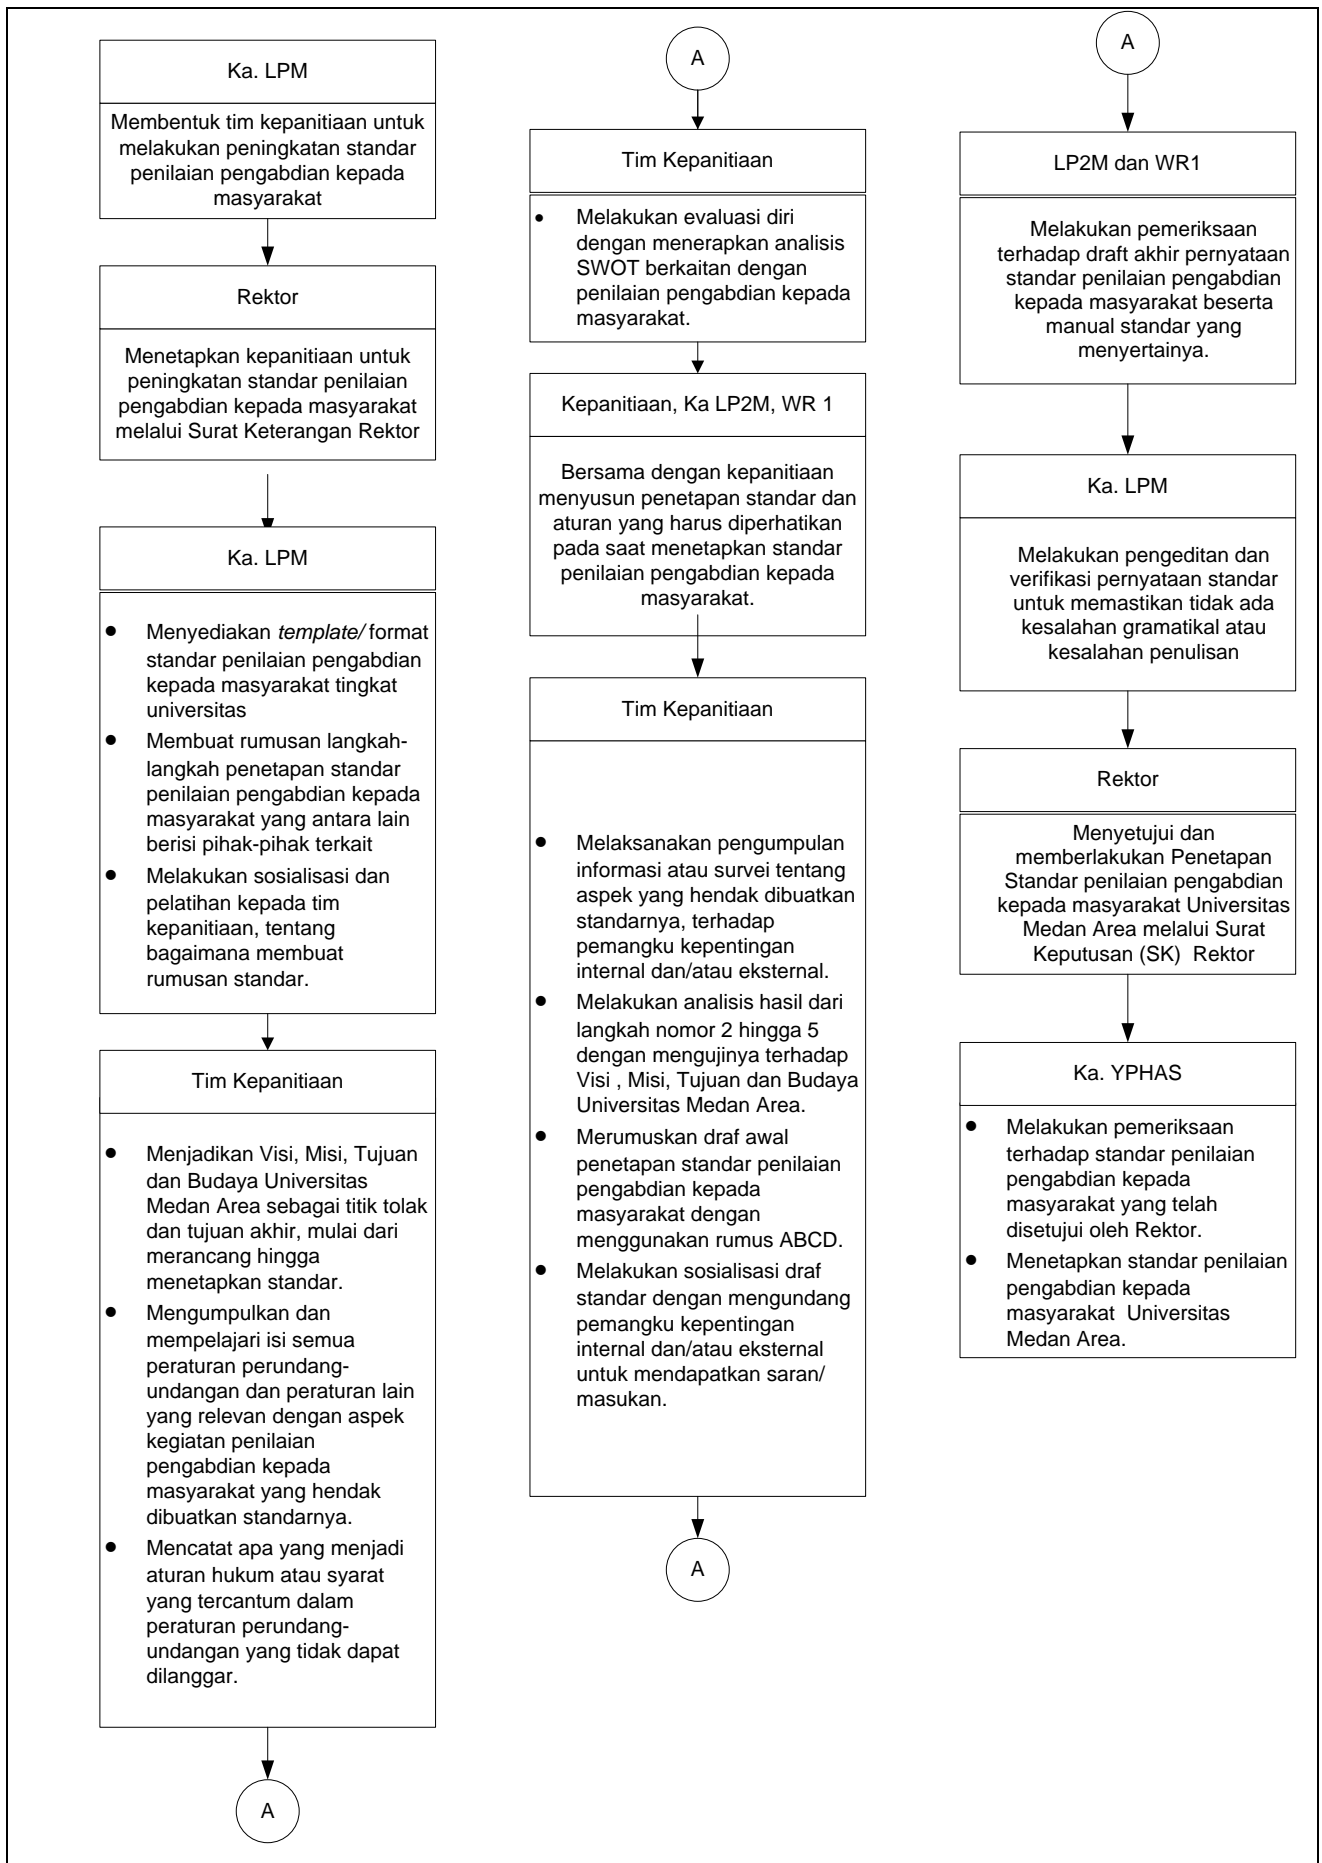 Ka. LPM
Membentuk tim kepanitiaan untuk
melakukan peningkatan standar
penilaian pengabdian kepada
masyarakat
Rektor
Menetapkan kepanitiaan untuk
peningkatan standar penilaian
pengabdian kepada masyarakat
melalui Surat Keterangan Rektor
Ka. LPM
● Menyediakan template/ format
standar penilaian pengabdian
kepada masyarakat tingkat
universitas
● Membuat rumusan langkah-
langkah penetapan standar
penilaian pengabdian kepada
masyarakat yang antara lain
berisi pihak-pihak terkait
● Melakukan sosialisasi dan
pelatihan kepada tim
kepanitiaan, tentang
bagaimana membuat
rumusan standar.
Tim Kepanitiaan
● Menjadikan Visi, Misi, Tujuan
dan Budaya Universitas
Medan Area sebagai titik tolak
dan tujuan akhir, mulai dari
merancang hingga
menetapkan standar.
● Mengumpulkan dan
mempelajari isi semua
peraturan perundang-
undangan dan peraturan lain
yang relevan dengan aspek
kegiatan penilaian
pengabdian kepada
masyarakat yang hendak
dibuatkan standarnya.
● Mencatat apa yang menjadi
aturan hukum atau syarat
yang tercantum dalam
peraturan perundang-
undangan yang tidak dapat
dilanggar.
A
A
Tim Kepanitiaan
● Melakukan evaluasi diri
dengan menerapkan analisis
SWOT berkaitan dengan
penilaian pengabdian kepada
masyarakat.
Kepanitiaan, Ka LP2M, WR 1
Bersama dengan kepanitiaan
menyusun penetapan standar dan
aturan yang harus diperhatikan
pada saat menetapkan standar
penilaian pengabdian kepada
masyarakat.
Tim Kepanitiaan
● Melaksanakan pengumpulan
informasi atau survei tentang
aspek yang hendak dibuatkan
standarnya, terhadap
pemangku kepentingan
internal dan/atau eksternal.
● Melakukan analisis hasil dari
langkah nomor 2 hingga 5
dengan mengujinya terhadap
Visi , Misi, Tujuan dan Budaya
Universitas Medan Area.
● Merumuskan draf awal
penetapan standar penilaian
pengabdian kepada
masyarakat dengan
menggunakan rumus ABCD.
● Melakukan sosialisasi draf
standar dengan mengundang
pemangku kepentingan
internal dan/atau eksternal
untuk mendapatkan saran/
masukan.
A
A
LP2M dan WR1
Melakukan pemeriksaan
terhadap draft akhir pernyataan
standar penilaian pengabdian
kepada masyarakat beserta
manual standar yang
menyertainya.
Ka. LPM
Melakukan pengeditan dan
verifikasi pernyataan standar
untuk memastikan tidak ada
kesalahan gramatikal atau
kesalahan penulisan
Rektor
Menyetujui dan
memberlakukan Penetapan
Standar penilaian pengabdian
kepada masyarakat Universitas
Medan Area melalui Surat
Keputusan (SK) Rektor
Ka. YPHAS
● Melakukan pemeriksaan
terhadap standar penilaian
pengabdian kepada
masyarakat yang telah
disetujui oleh Rektor.
● Menetapkan standar penilaian
pengabdian kepada
masyarakat Universitas
Medan Area.